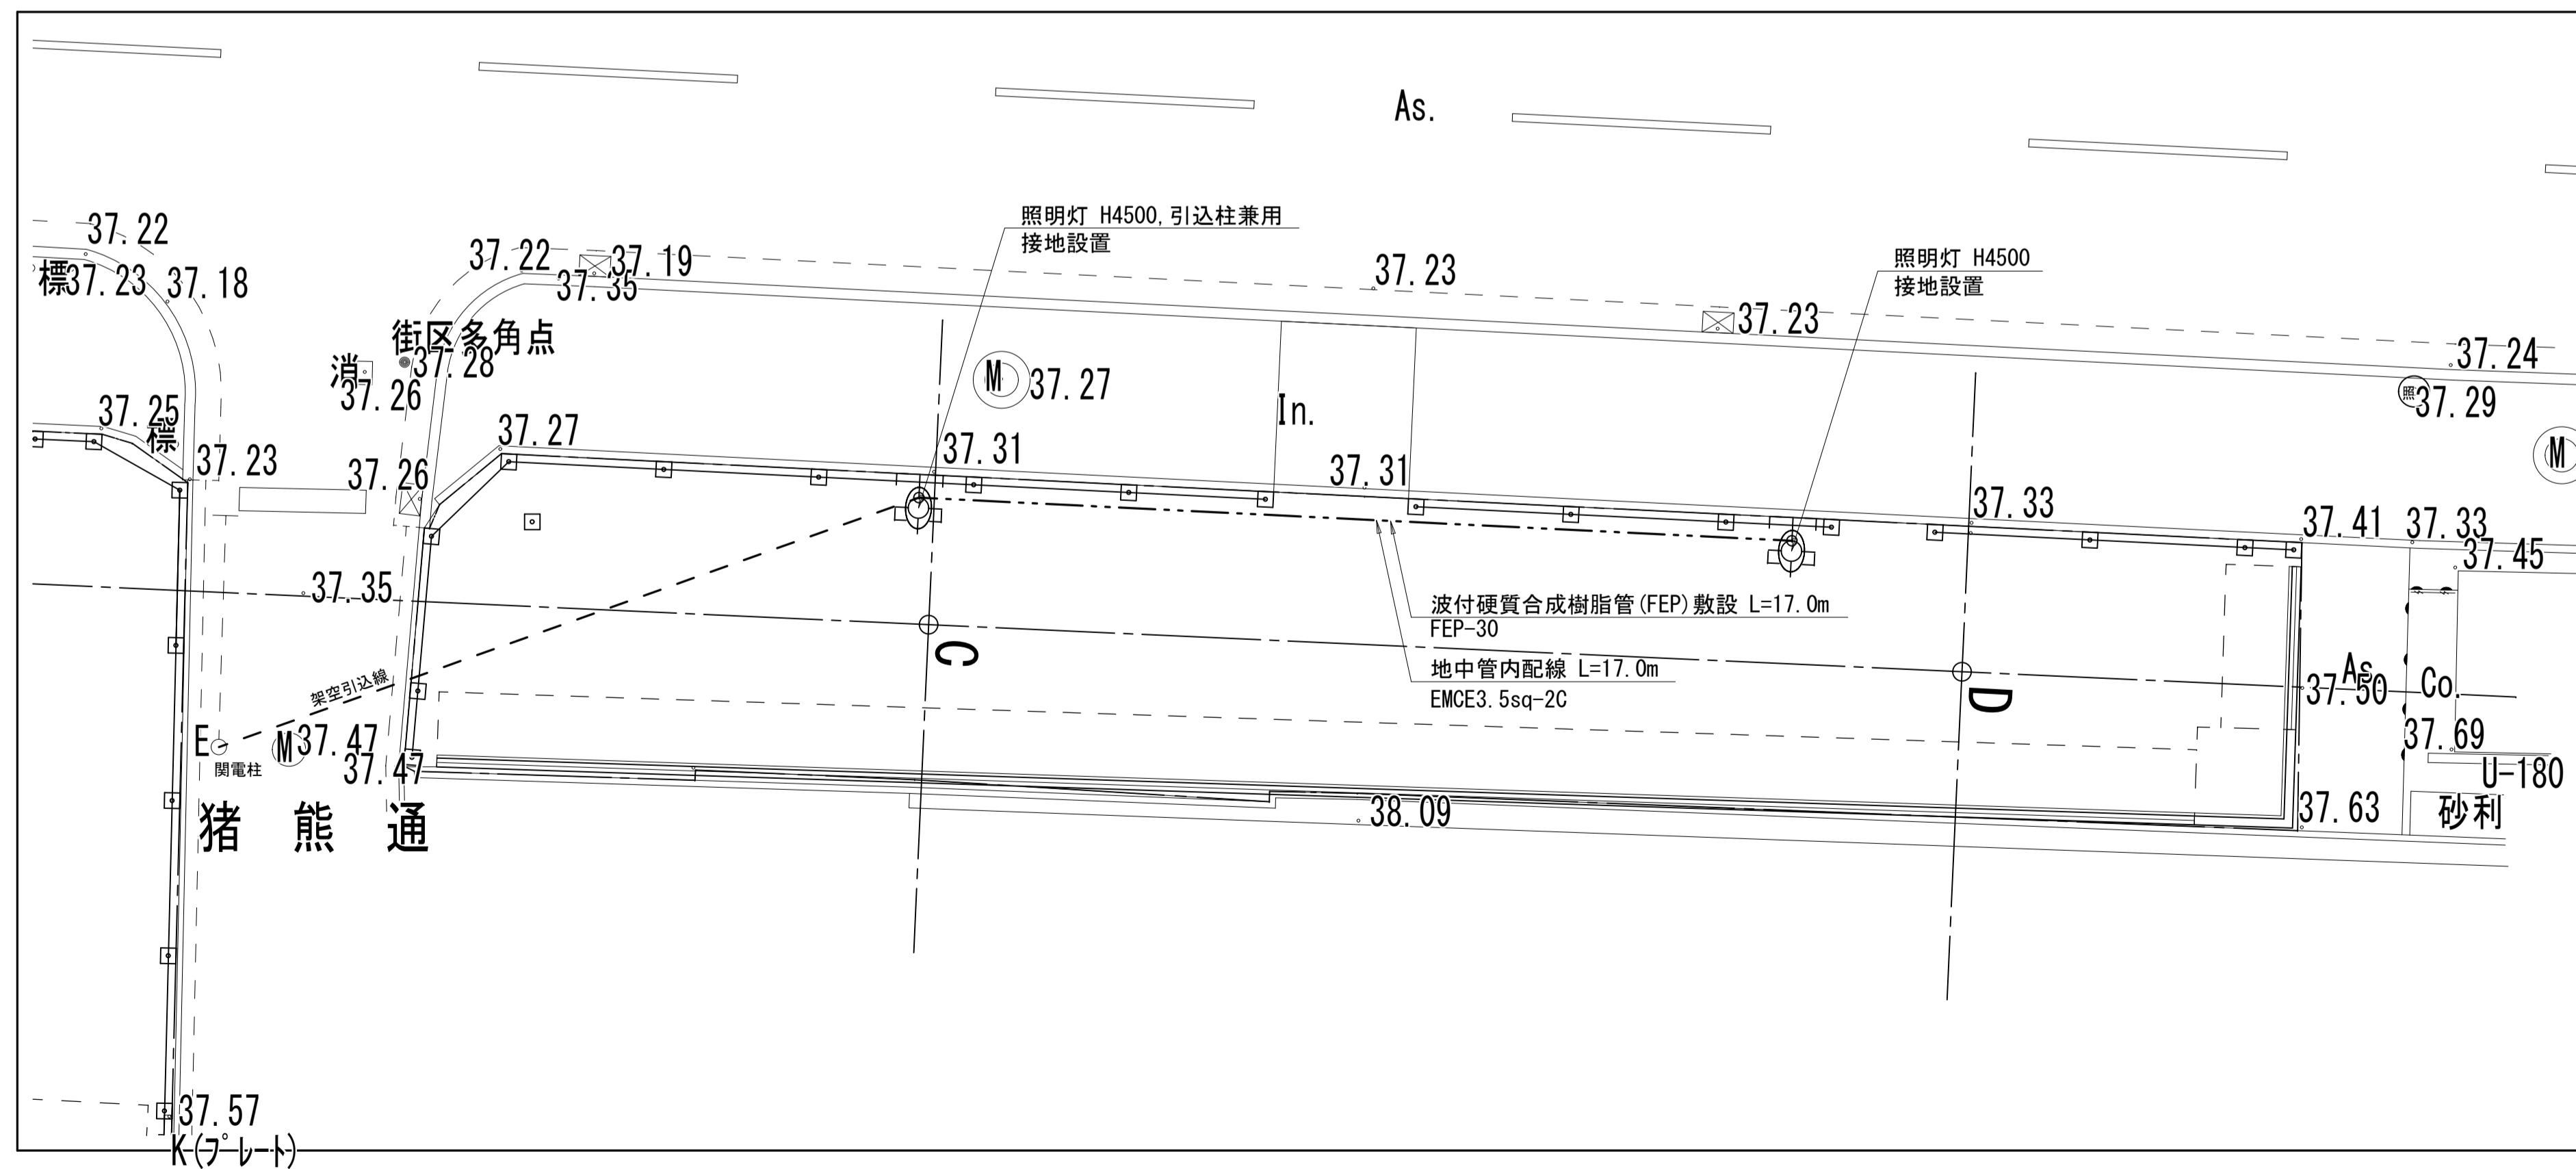 As.
照明灯 H4500,引込柱兼用
接地設置
照明灯 H4500
接地設置
37.22
標
37.23
37.18
37.22
37.19
37.35
37.23
37.23
37.24
街区多角点
消
37.28
37.26
M
37.27
In.
照
37.29
M
37.25
標
37.23
37.26
37.27
37.31
37.31
37.33
37.41
37.33
37.45
37.35
波付硬質合成樹脂管(FEP)敷設 L=17.0m
FEP-30
地中管内配線 L=17.0m
EMCE3.5sq-2C
C
D
As
37.50
Co.
架空引込線
E
関電柱
M
37.47
37.47
猪熊通
38.09
37.69
U-180
37.63
砂利
37.57
K(プレート)